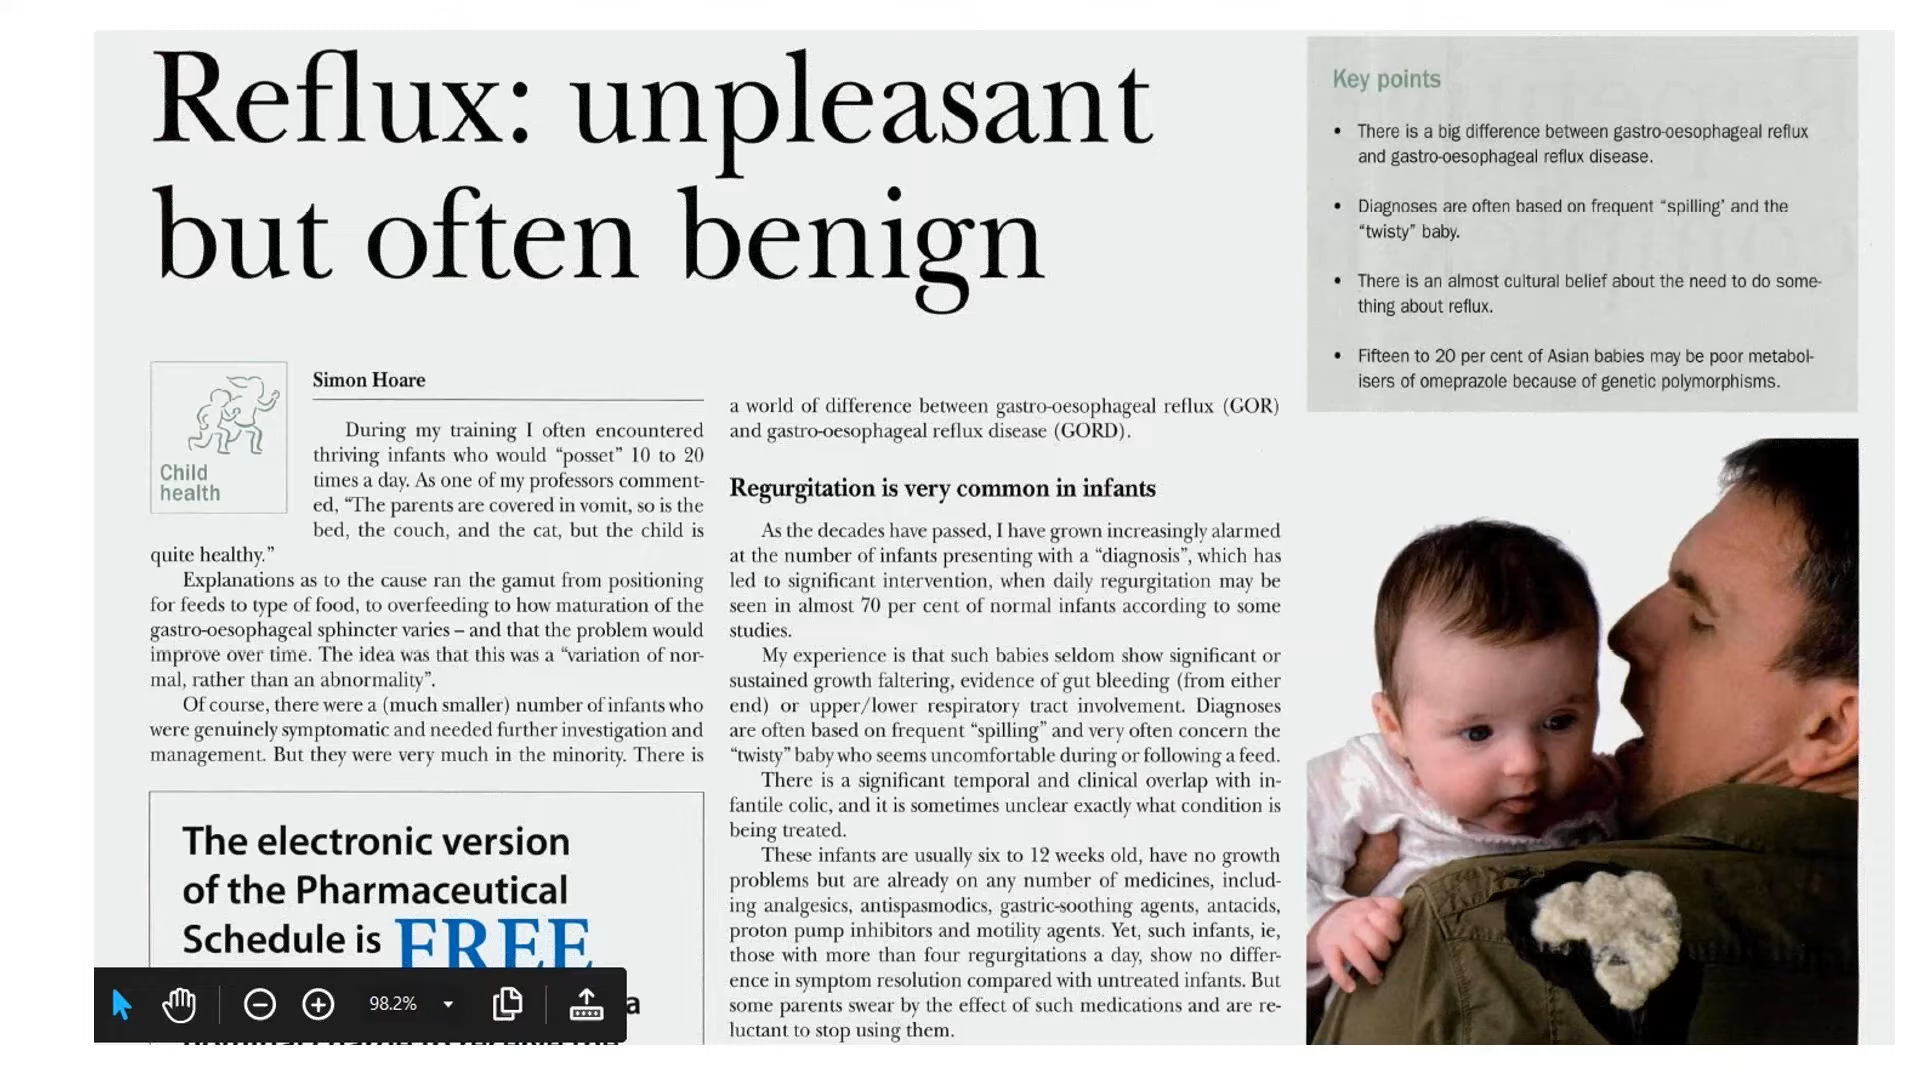 Reflux: unpleasant
but often benign
Child
health
Simon Hoare
During my training I often encountered
thriving infants who would “posset” 10 to 20
times a day. As one of my professors comment-
ed, “The parents are covered in vomit, so is the
bed, the couch, and the cat, but the child is
quite healthy.”
Explanations as to the cause ran the gamut from positioning
for feeds to type of food, to overfeeding to how maturation of the
gastro-oesophageal sphincter varies – and that the problem would
improve over time. The idea was that this was a “variation of nor-
mal, rather than an abnormality”.
Of course, there were a (much smaller) number of infants who
were genuinely symptomatic and needed further investigation and
management. But they were very much in the minority. There is
The electronic version
of the Pharmaceutical
Schedule is FREE
a
a world of difference between gastro-oesophageal reflux (GOR)
and gastro-oesophageal reflux disease (GORD).
Regurgitation is very common in infants
As the decades have passed, I have grown increasingly alarmed
at the number of infants presenting with a “diagnosis”, which has
led to significant intervention, when daily regurgitation may be
seen in almost 70 per cent of normal infants according to some
studies.
My experience is that such babies seldom show significant or
sustained growth faltering, evidence of gut bleeding (from either
end) or upper/lower respiratory tract involvement. Diagnoses
are often based on frequent “spilling” and very often concern the
“twisty” baby who seems uncomfortable during or following a feed.
There is a significant temporal and clinical overlap with in-
fantile colic, and it is sometimes unclear exactly what condition is
being treated.
These infants are usually six to 12 weeks old, have no growth
problems but are already on any number of medicines, includ-
ing analgesics, antispasmodics, gastric-soothing agents, antacids,
proton pump inhibitors and motility agents. Yet, such infants, ie,
those with more than four regurgitations a day, show no differ-
ence in symptom resolution compared with untreated infants. But
some parents swear by the effect of such medications and are re-
luctant to stop using them.
Key points
• There is a big difference between gastro-oesophageal reflux
and gastro-oesophageal reflux disease.
• Diagnoses are often based on frequent “spilling’ and the
“twisty” baby.
• There is an almost cultural belief about the need to do some-
thing about reflux.
• Fifteen to 20 per cent of Asian babies may be poor metabol-
isers of omeprazole because of genetic polymorphisms.
98.2%